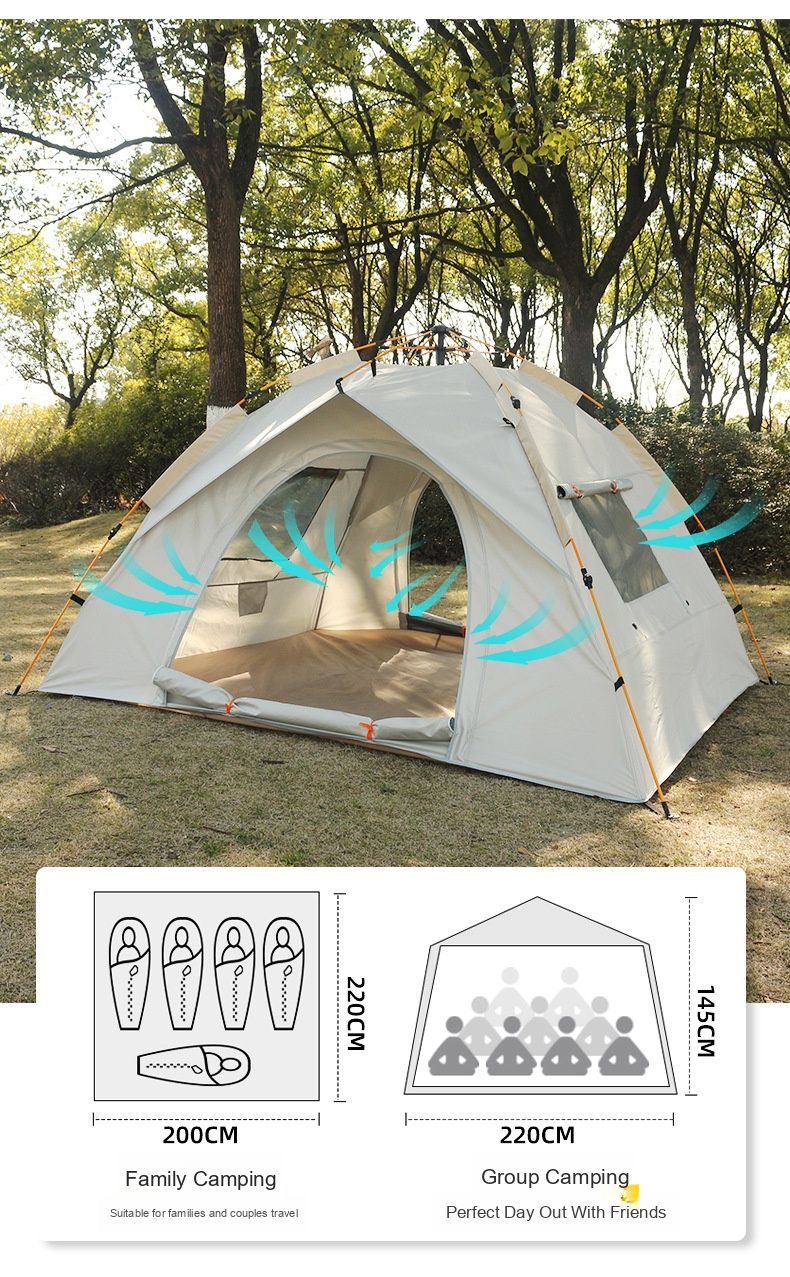 220CM
200CM
Family Camping
Suitable for families and couples travel
145CM
220CM
Group Camping
Perfect Day Out With Friends